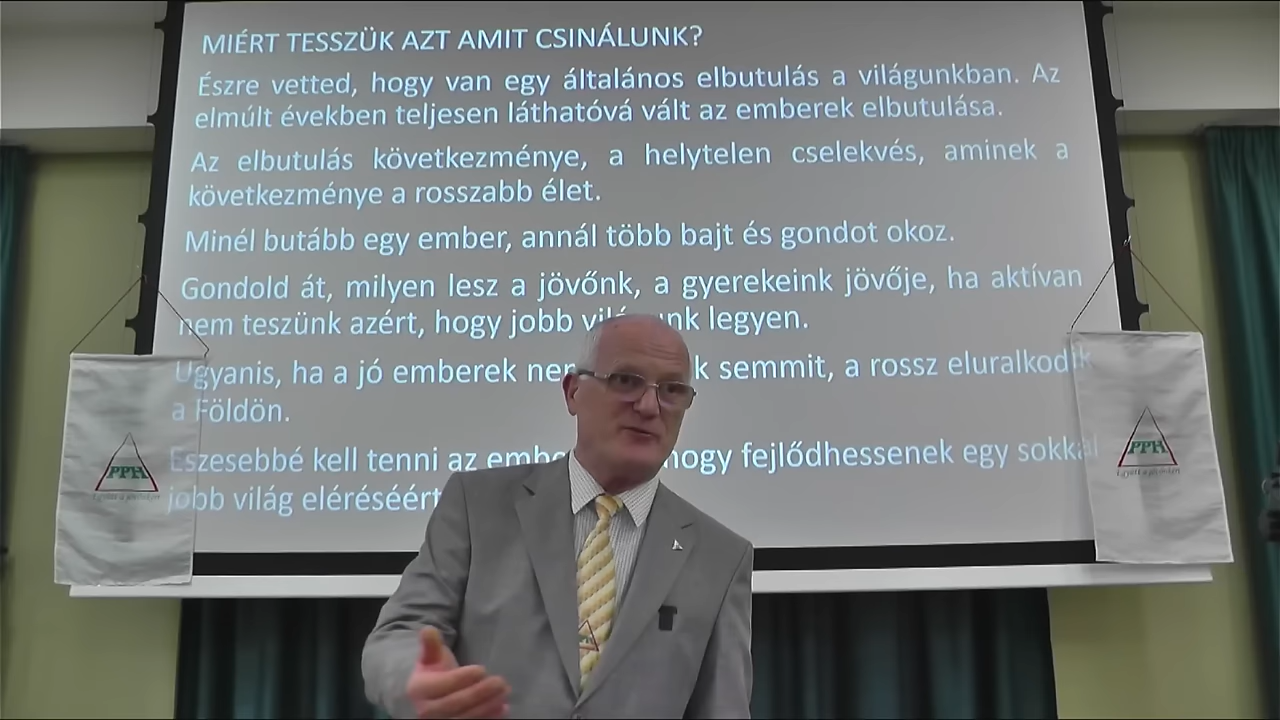 MIÉRT TESSZÜK AZT AMIT CSINÁLUNK?
Észre vetted, hogy van egy általános elbutulás a világunkban. Az
elmúlt években teljesen láthatóvá vált az emberek elbutulása.
Az elbutulás következménye, a helytelen cselekvés, aminek a
következménye a rosszabb élet.
Minél butább egy ember, annál több bajt és gondot okoz.
Gondold át, milyen lesz a jövőnk, a gyerekeink jövője, ha aktívan
nem teszünk azért, hogy jobb legyen.
Ugyanis, ha a jó emberek semmit, a rossz eluralkodik
a Földön.
Eszesebbé kell tenni az hogy fejlődhessenek egy sokkal
jobb világ eléréséért
PPH
PPH